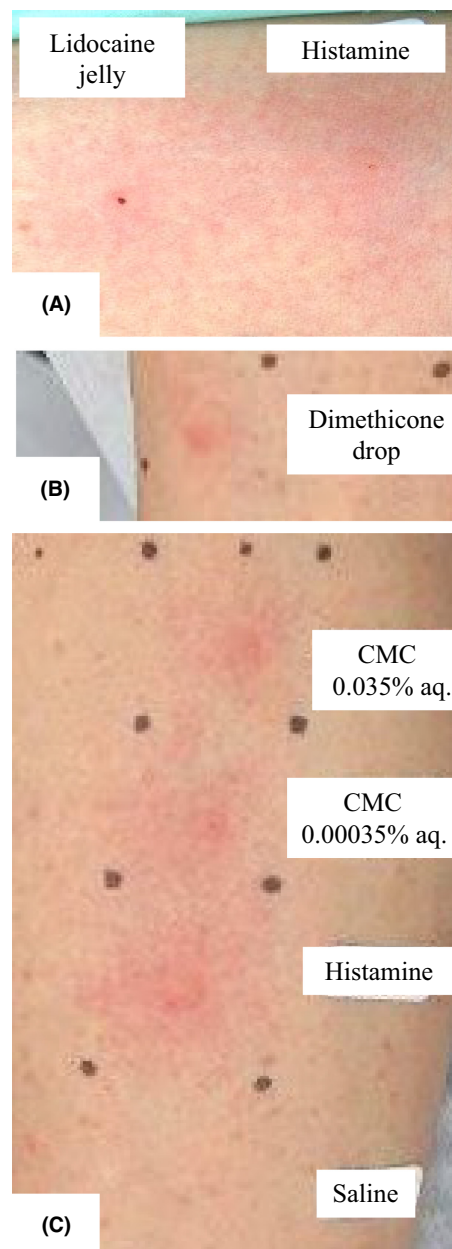 Lidocaine
jelly
Histamine
(A)
Dimethicone
drop
(B)
CMC
0.035% aq.
CMC
0.00035% aq.
Histamine
Saline
(C)